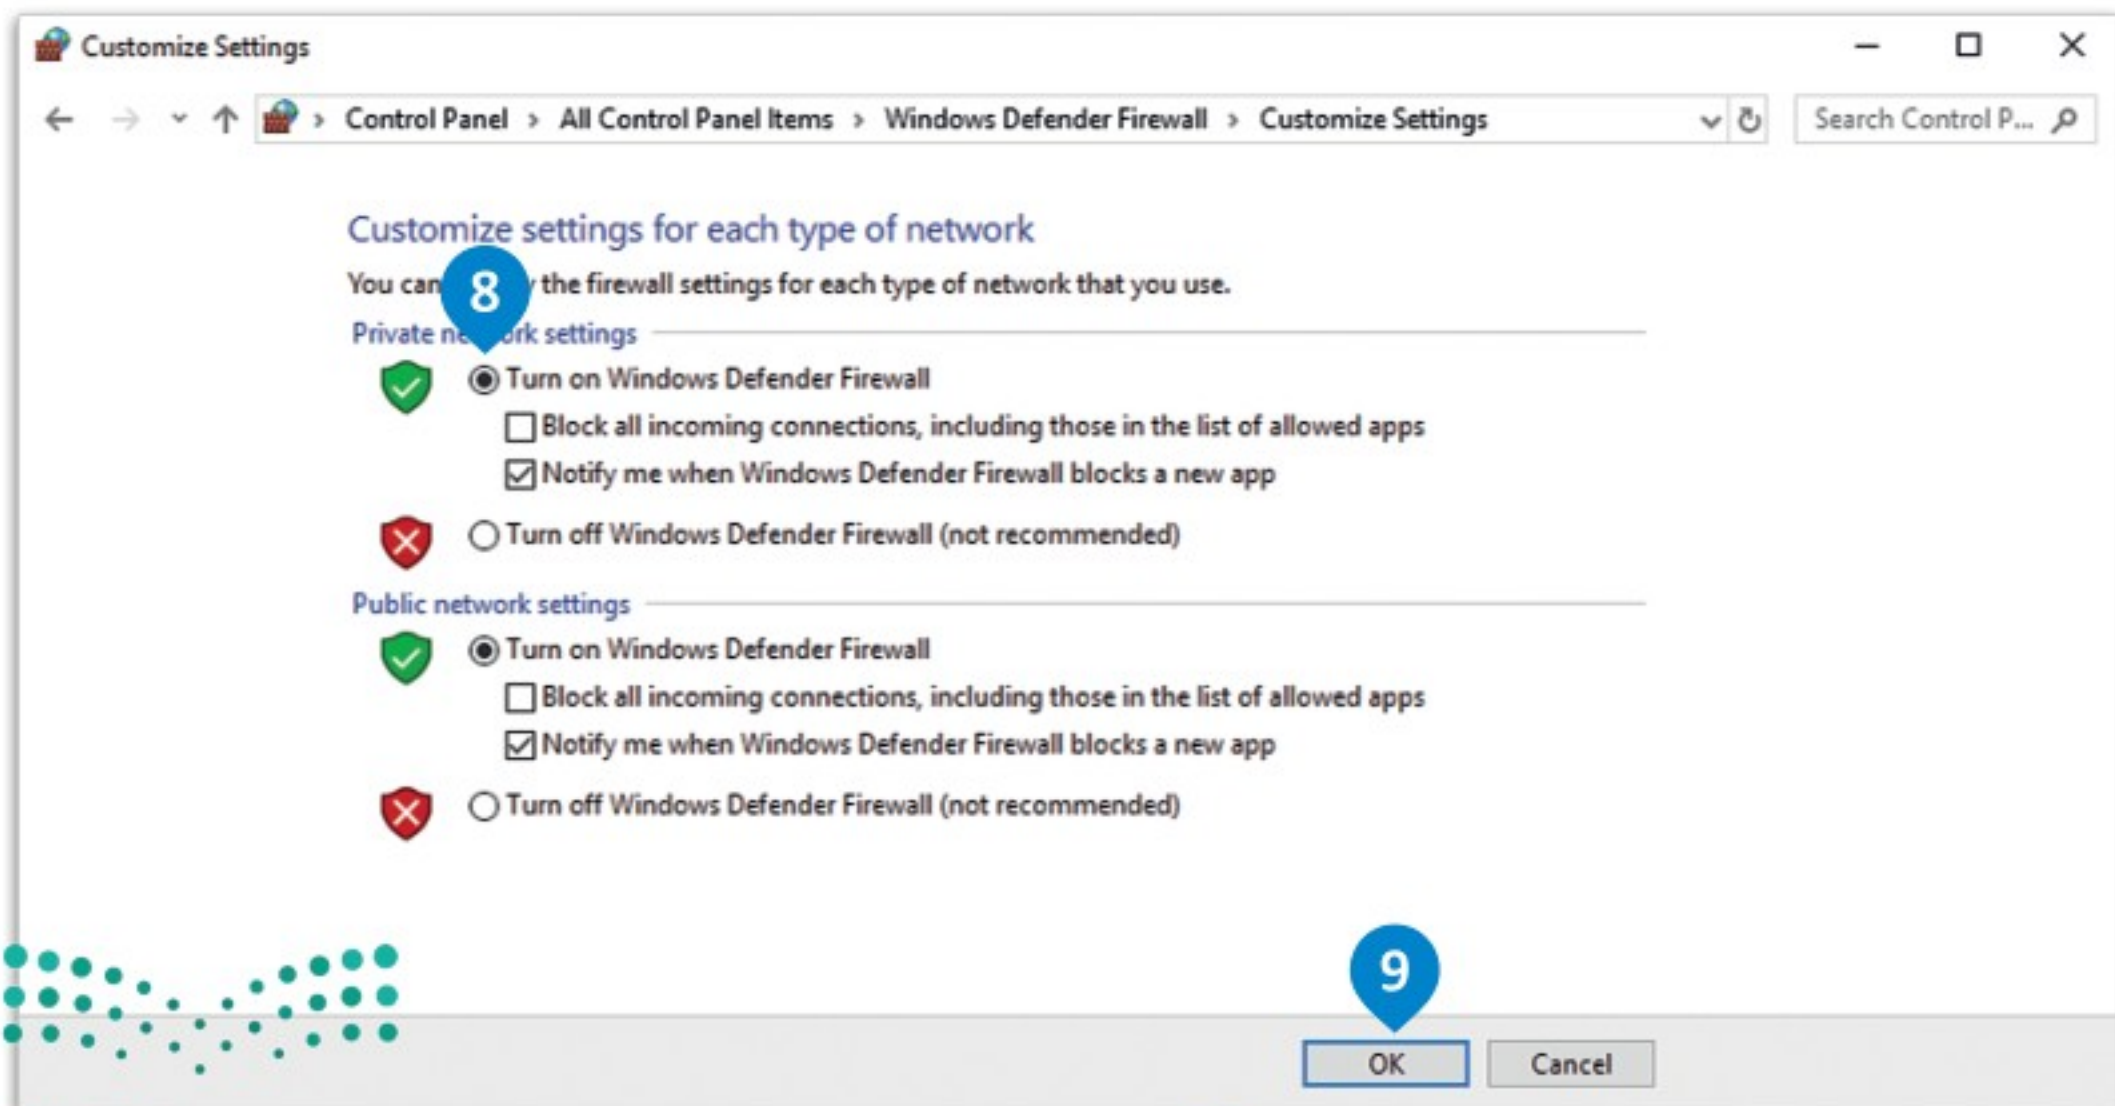 Customize Settings
Control Panel > All Control Panel Items > Windows Defender Firewall > Customize Settings
Search Control P...
Customize settings for each type of network
8
You can the firewall settings for each type of network that you use.
Private network settings
Turn on Windows Defender Firewall
Block all incoming connections, including those in the list of allowed apps
Notify me when Windows Defender Firewall blocks a new app
Turn off Windows Defender Firewall (not recommended)
Public network settings
Turn on Windows Defender Firewall
Block all incoming connections, including those in the list of allowed apps
Notify me when Windows Defender Firewall blocks a new app
Turn off Windows Defender Firewall (not recommended)
9
OK
Cancel